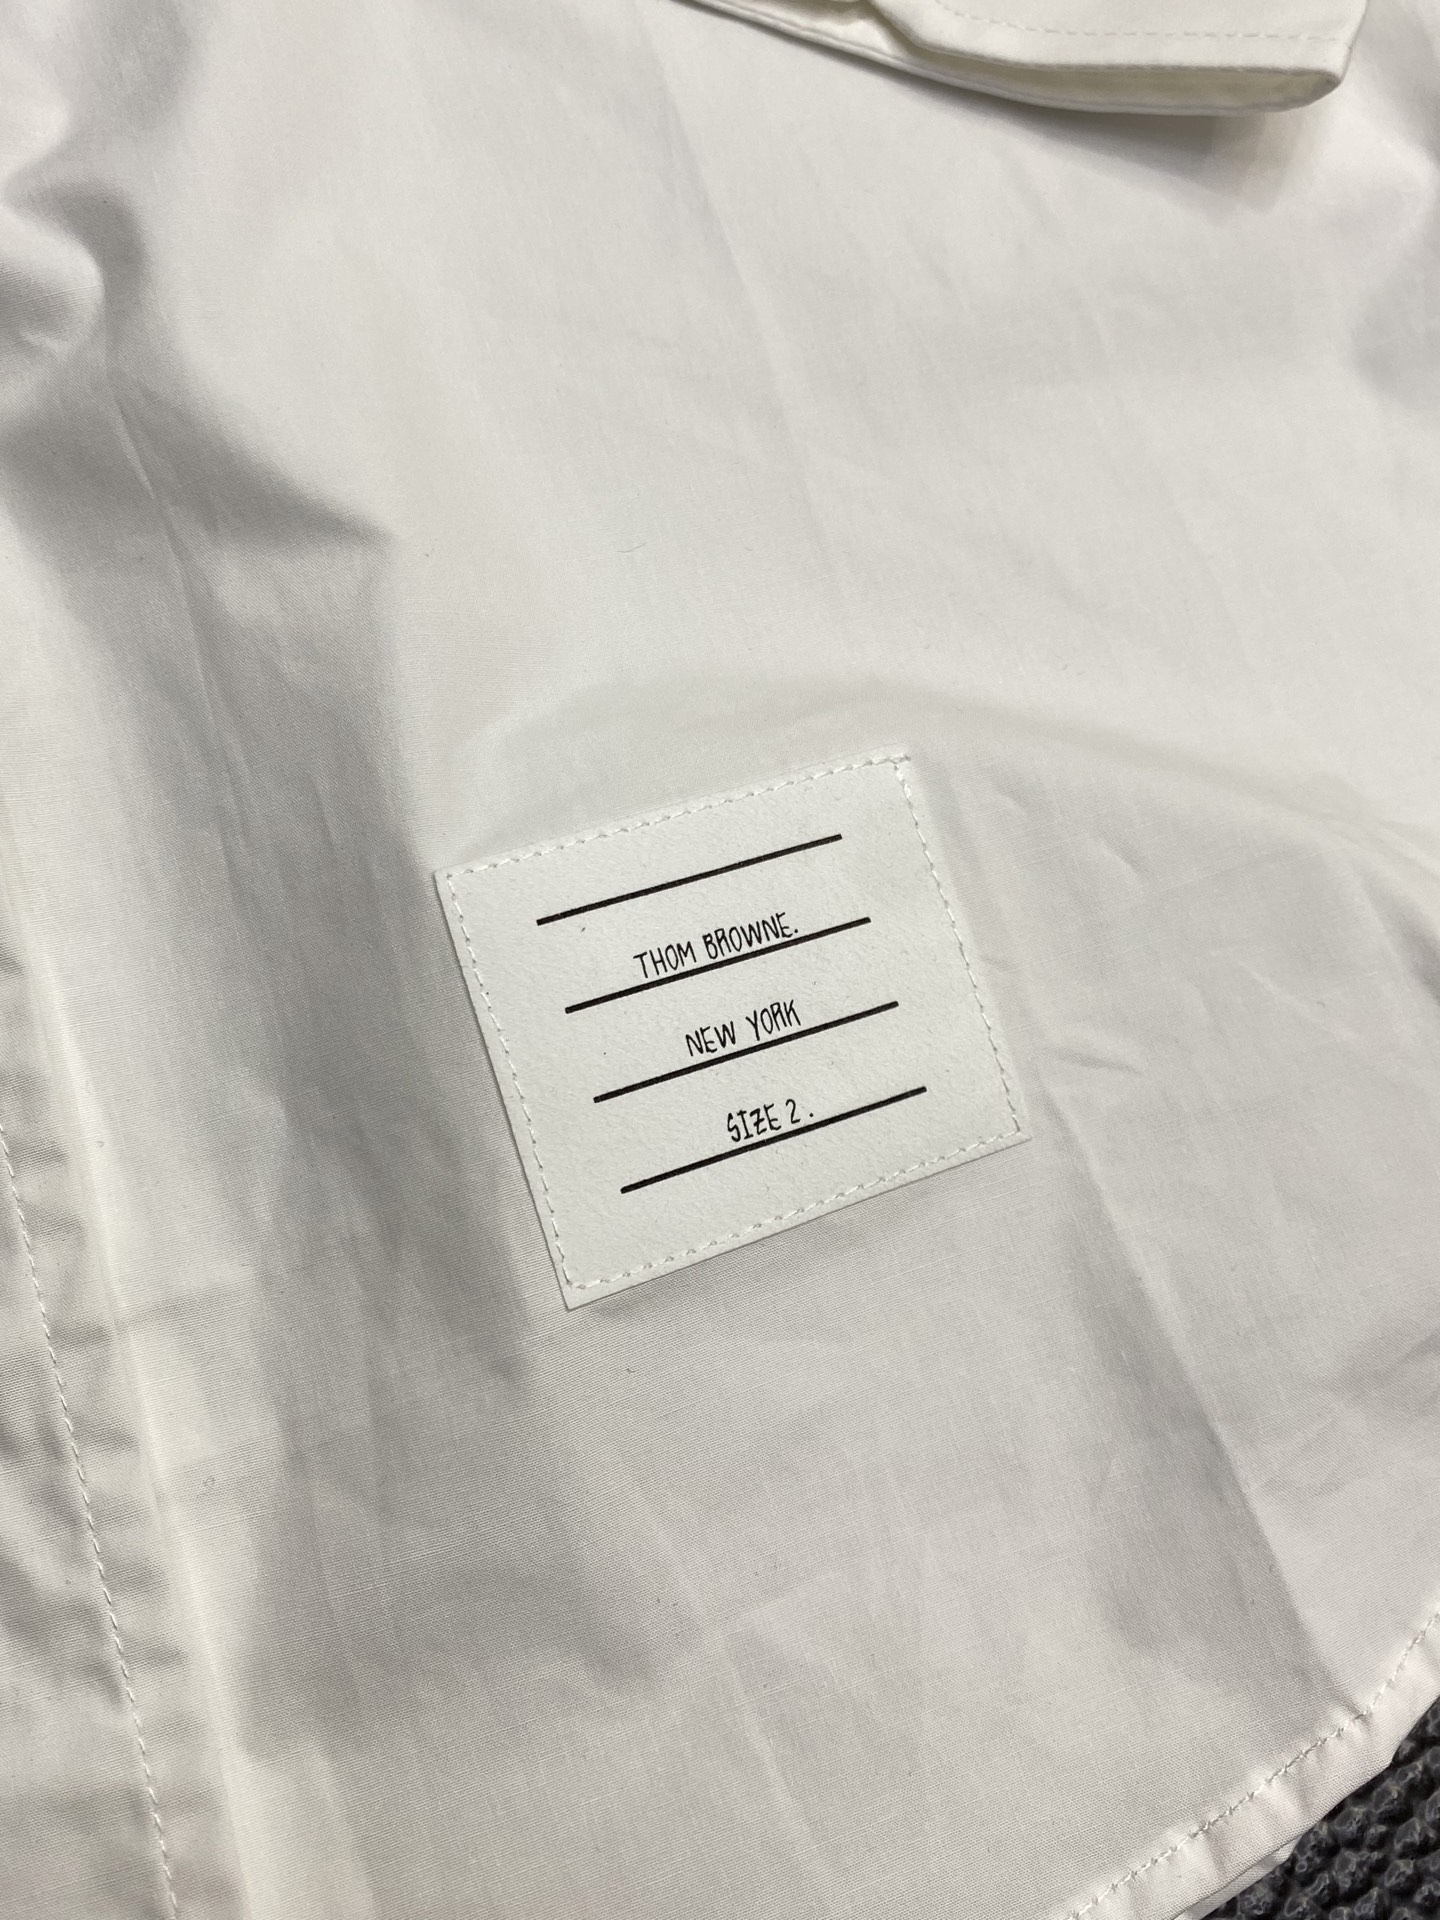 THOM BROWNE.
NEW YORK
SIZE 2.